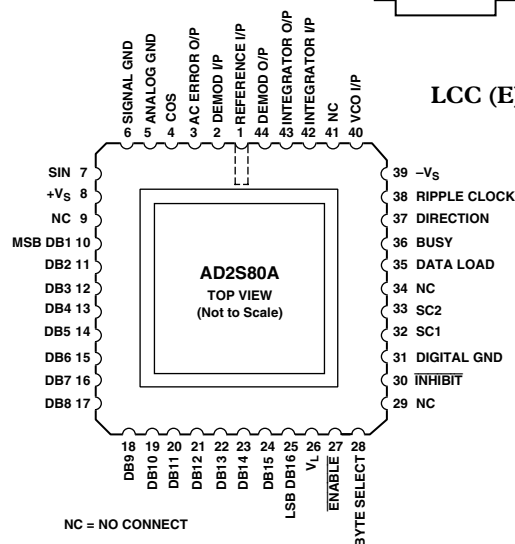 LCC (E)
SIGNAL GND
ANALOG GND
COS
AC ERROR O/P
DEMOD I/P
REFERENCE I/P
DEMOD O/P
INTEGRATOR O/P
INTEGRATOR I/P
NC
VCO I/P
6 5 4 3 2 1 44 43 42 41 40
SIN 7
+VS 8
NC 9
MSB DB1 10
DB2 11
DB3 12
DB4 13
DB5 14
DB6 15
DB7 16
DB8 17
AD2S80A
TOP VIEW
(Not to Scale)
39 –VS
38 RIPPLE CLOCK
37 DIRECTION
36 BUSY
35 DATA LOAD
34 NC
33 SC2
32 SC1
31 DIGITAL GND
30 INHIBIT
29 NC
18 19 20 21 22 23 24 25 26 27 28
DB9
DB10
DB11
DB12
DB13
DB14
DB15
LSB DB16
VL
ENABLE
BYTE SELECT
NC = NO CONNECT